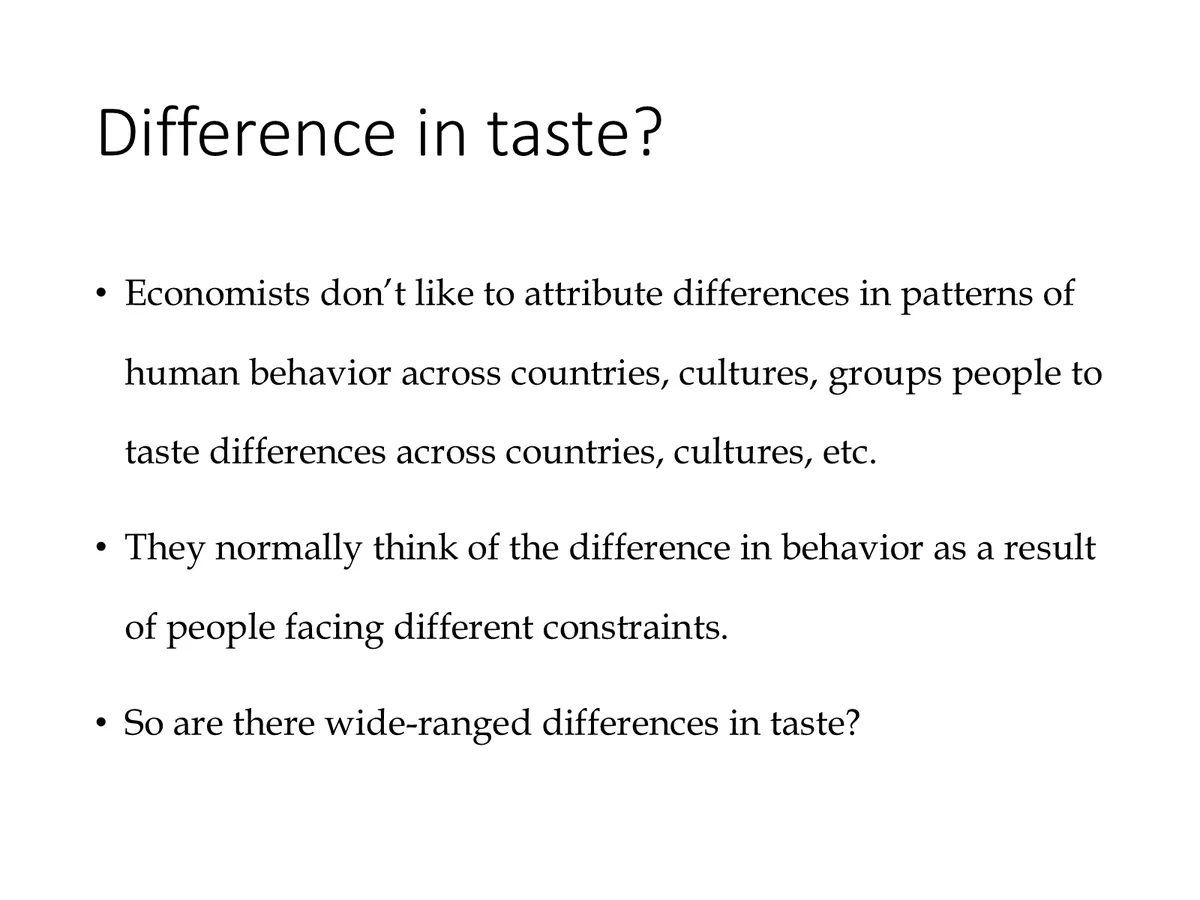 Difference in taste?
• Economists don’t like to attribute differences in patterns of
human behavior across countries, cultures, groups people to
taste differences across countries, cultures, etc.
• They normally think of the difference in behavior as a result
of people facing different constraints.
• So are there wide-ranged differences in taste?